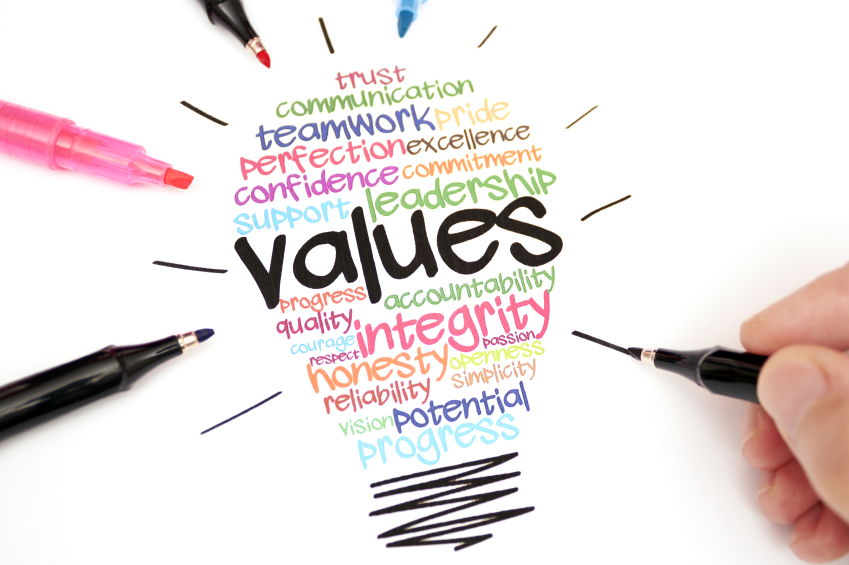 trust
communication
teamwork pride
perfection excellence
confidence commitment
support leadership
values
progress accountability
quality integrity
courage passion
respect openness
honesty simplicity
reliability
vision potential
progress